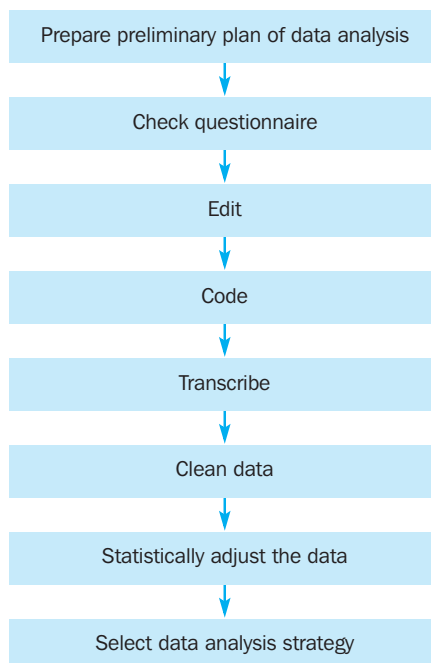 Prepare preliminary plan of data analysis
Check questionnaire
Edit
Code
Transcribe
Clean data
Statistically adjust the data
Select data analysis strategy